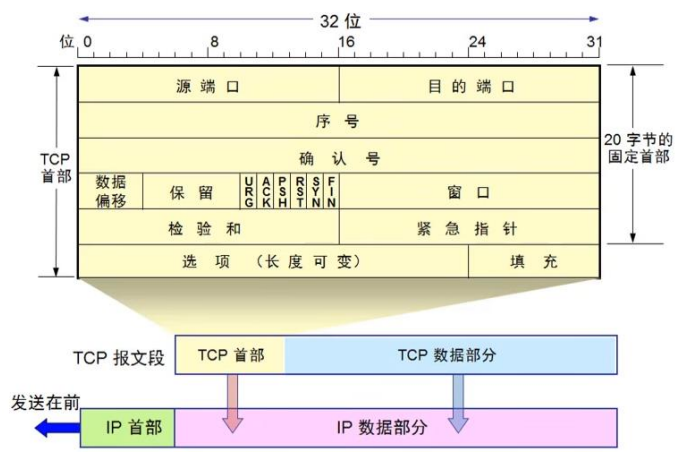 32 位
位 0 8 16 24 31
源 端 口 目 的 端 口
序 号
确 认 号
TCP
首部
20 字节的
固定首部
数据
偏移
保 留
URG
ACK
PSH
RST
SYN
FIN
窗 口
检 验 和 紧 急 指 针
选 项 （长 度 可 变） 填 充
TCP 报文段 TCP 首部 TCP 数据部分
发送在前
IP 首部 IP 数据部分